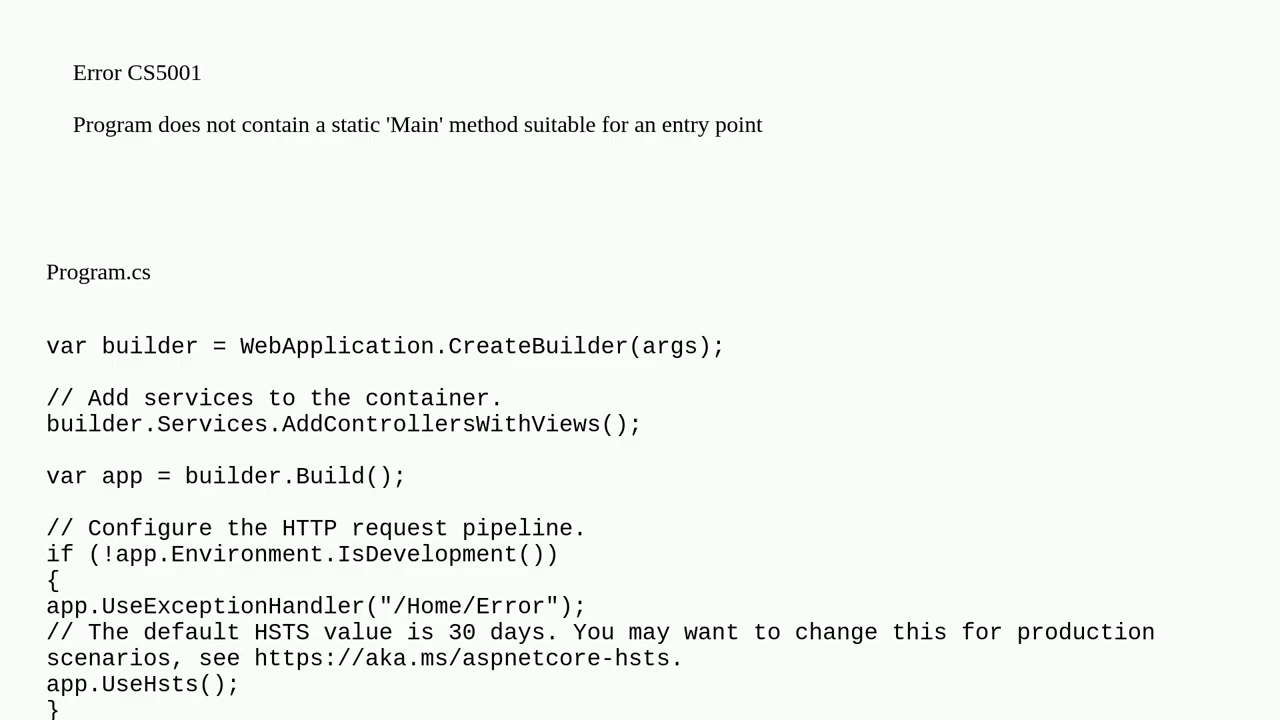 Error CS5001
Program does not contain a static 'Main' method suitable for an entry point
Program.cs
var builder = WebApplication.CreateBuilder(args);
// Add services to the container.
builder.Services.AddControllersWithViews();
var app = builder.Build();
// Configure the HTTP request pipeline.
if (!app.Environment.IsDevelopment())
{
app.UseExceptionHandler("/Home/Error");
// The default HSTS value is 30 days. You may want to change this for production
scenarios, see https://aka.ms/aspnetcore-hsts.
app.UseHsts();
}